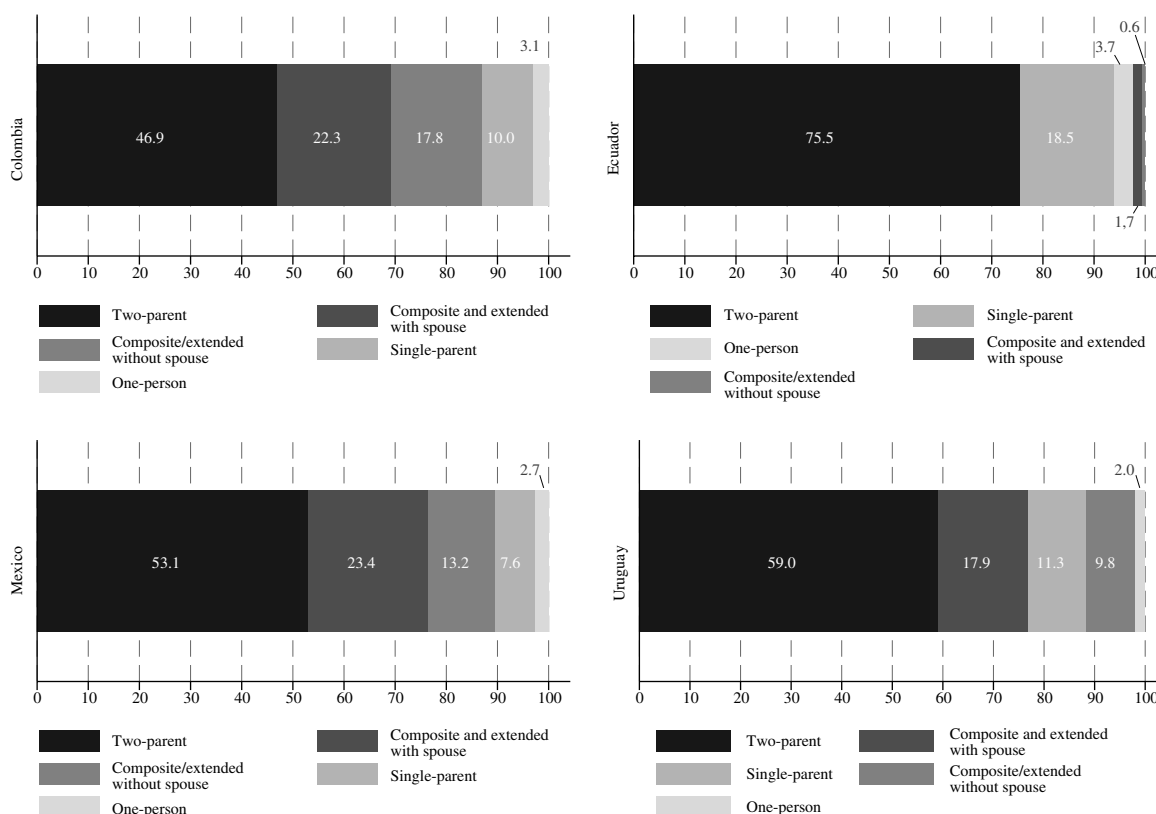 3.1
Colombia
46.9
22.3
17.8
10.0
0 10 20 30 40 50 60 70 80 90 100
Two-parent
Composite and extended
with spouse
Composite/extended
without spouse
Single-parent
One-person
0.6
3.7
Ecuador
75.5
18.5
1,7
0 10 20 30 40 50 60 70 80 90 100
Two-parent
Single-parent
One-person
Composite and extended
with spouse
Composite/extended
without spouse
2.7
Mexico
53.1
23.4
13.2
7.6
0 10 20 30 40 50 60 70 80 90 100
Two-parent
Composite and extended
with spouse
Composite/extended
without spouse
Single-parent
One-person
2.0
Uruguay
59.0
17.9
11.3
9.8
0 10 20 30 40 50 60 70 80 90 100
Two-parent
Composite and extended
with spouse
Single-parent
Composite/extended
without spouse
One-person